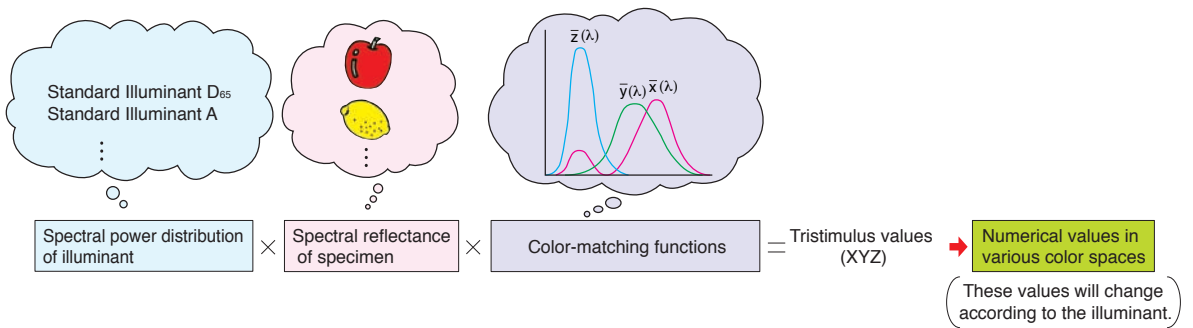 Standard Illuminant D₆₅
Standard Illuminant A
⋮
⋮
z̅(λ)
y̅(λ)
x̅(λ)
Spectral power distribution
of illuminant
×
Spectral reflectance
of specimen
×
Color-matching functions
=
Tristimulus values
(XYZ)
Numerical values in
various color spaces
(These values will change
according to the illuminant.)